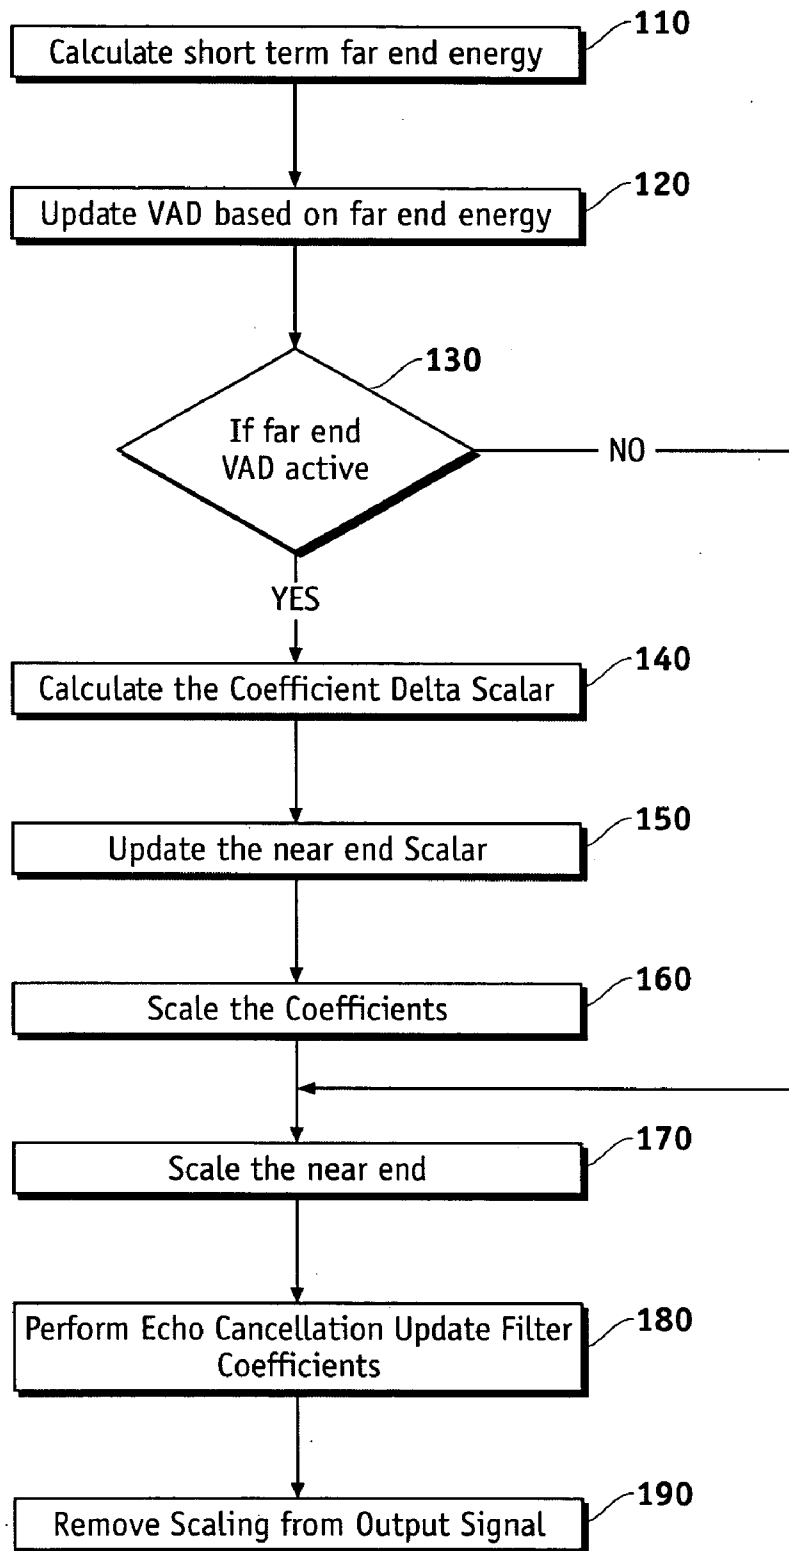 110
Calculate short term far end energy
120
Update VAD based on far end energy
130
If far end
VAD active
NO
YES
140
Calculate the Coefficient Delta Scalar
150
Update the near end Scalar
160
Scale the Coefficients
170
Scale the near end
180
Perform Echo Cancellation Update Filter
Coefficients
190
Remove Scaling from Output Signal